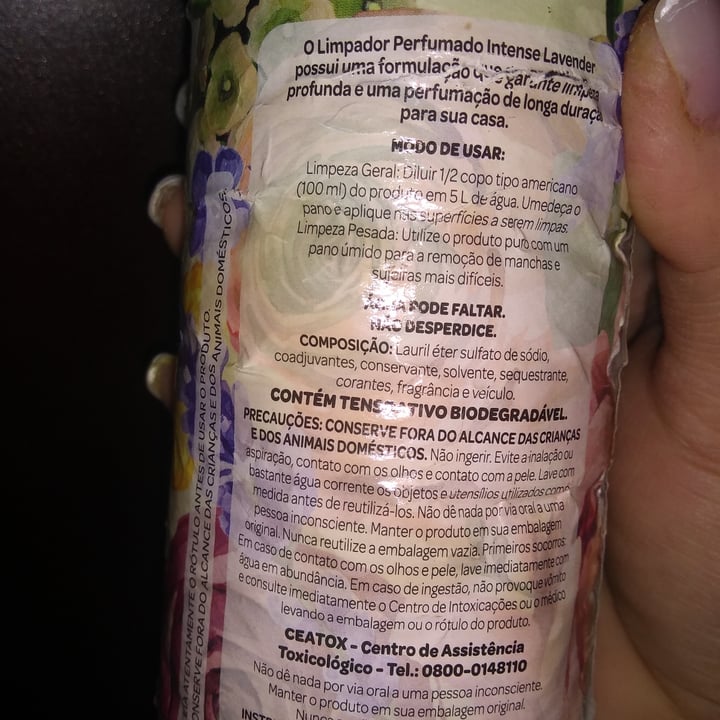 O Limpador Perfumado Intense Lavender
possui uma formulação que garante limpeza
profunda e uma perfumação de longa duraça
para sua casa.
MODO DE USAR:
Limpeza Geral: Diluir 1/2 copo tipo americano
(100 ml) do produto em 5 L de água. Umedeça o
pano e aplique nas superfícies a serem limpas.
Limpeza Pesada: Utilize o produto puro com um
pano úmido para a remoção de manchas e
sujeiras mais difíceis.
ÁGUA PODE FALTAR.
NÃO DESPERDICE.
COMPOSIÇÃO: Lauril éter sulfato de sódio,
coadjuvantes, conservante, solvente, sequestrante,
corantes, fragrância e veículo.
CONTÉM TENSOATIVO BIODEGRADÁVEL.
PRECAUÇÕES: CONSERVE FORA DO ALCANCE DAS CRIANÇAS
E DOS ANIMAIS DOMÉSTICOS. Não ingerir. Evite a inalação ou
aspiração, contato com os olhos e contato com a pele. Lave com
bastante água corrente os objetos e utensílios utilizados como
medida antes de reutilizá-los. Não dê nada por via oral a uma
pessoa inconsciente. Manter o produto em sua embalagem
original. Nunca reutilize a embalagem vazia. Primeiros socorros:
Em caso de contato com os olhos e pele, lave imediatamente com
água em abundância. Em caso de ingestão, não provoque vômito
e consulte imediatamente o Centro de Intoxicações ou o médico
levando a embalagem ou o rótulo do produto.
CEATOX - Centro de Assistência
Toxicológico - Tel.: 0800-0148110
Não dê nada por via oral a uma pessoa inconsciente.
Manter o produto em sua embalagem original.
ATENTAMENTE O RÓTULO ANTES DE USAR O PRODUTO.
ONSERVE FORA DO ALCANCE DAS CRIANÇAS E DOS ANIMAIS DOMÉSTICOS.